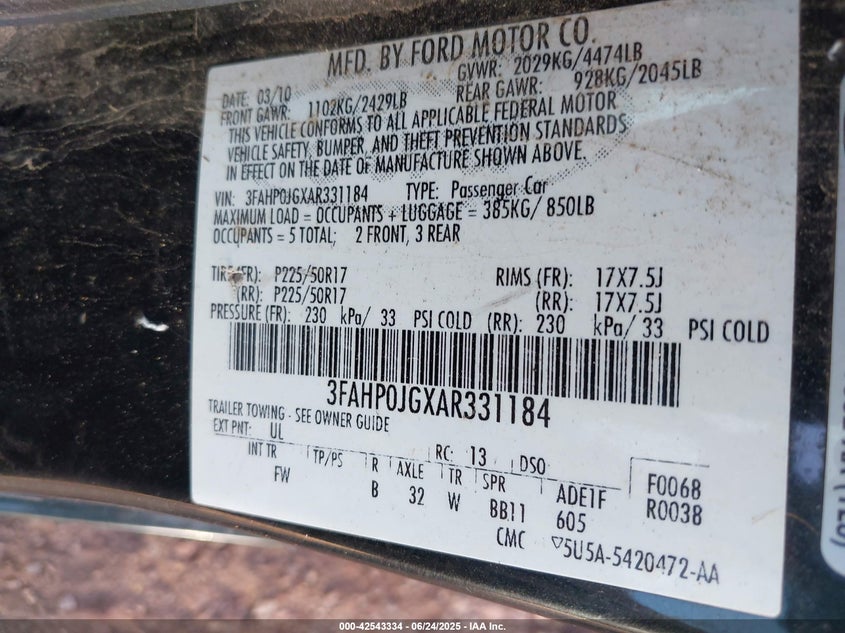 MFD. BY FORD MOTOR CO.
DATE: 03/10 GVWR: 2029KG/4474LB
FRONT GAWR: 1102KG/2429LB REAR GAWR: 928KG/2045LB
THIS VEHICLE CONFORMS TO ALL APPLICABLE FEDERAL MOTOR
VEHICLE SAFETY, BUMPER, AND THEFT PREVENTION STANDARDS
IN EFFECT ON THE DATE OF MANUFACTURE SHOWN ABOVE.
VIN: 3FAHP0JGXAR331184 TYPE: Passenger Car
MAXIMUM LOAD = OCCUPANTS + LUGGAGE = 385KG/ 850LB
OCCUPANTS = 5 TOTAL; 2 FRONT, 3 REAR
TIRE(FR): P225/50R17 RIMS (FR): 17X7.5J
(RR): P225/50R17 (RR): 17X7.5J
PRESSURE (FR): 230 kPa/ 33 PSI COLD (RR): 230 kPa/ 33 PSI COLD
3FAHP0JGXAR331184
TRAILER TOWING - SEE OWNER GUIDE
EXT PNT: UL RC: 13 DSO
INT TR TP/PS R AXLE TR SPR ADE1F F0068
FW B 32 W BB11 605 R0038
CMC ▽5U5A-5420472-AA
000-42543334 | 06/24/2025 - IAA Inc.